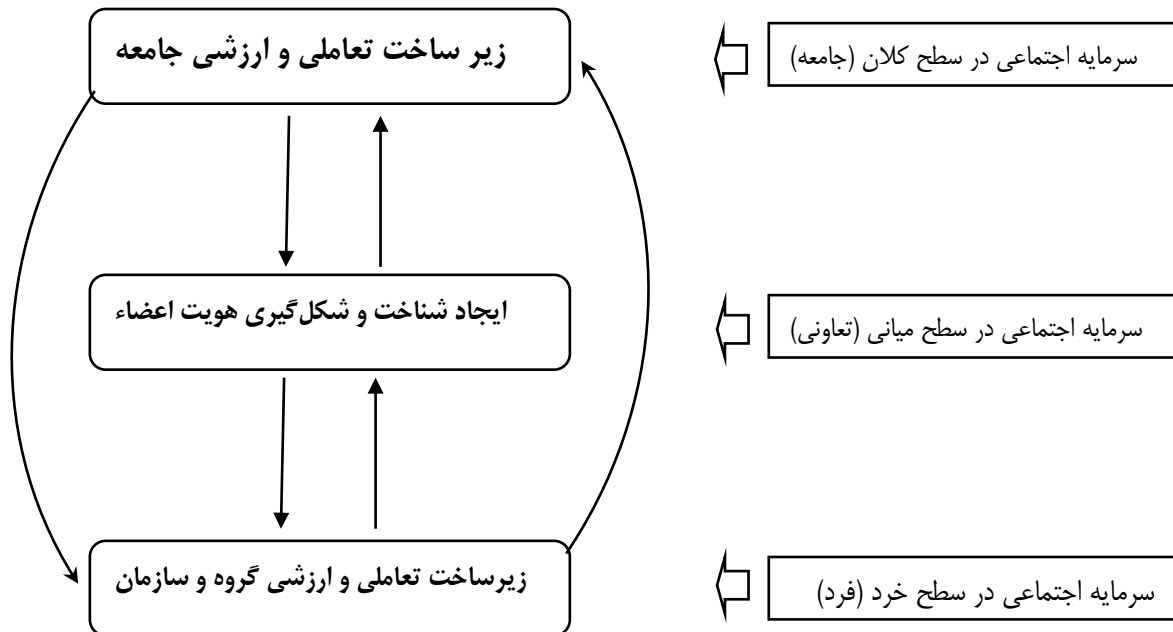 زیر ساخت تعاملی و ارزشی جامعه
سرمایه اجتماعی در سطح کلان (جامعه)
ایجاد شناخت و شکل‌گیری هویت اعضاء
سرمایه اجتماعی در سطح میانی (تعاونی)
زیرساخت تعاملی و ارزشی گروه و سازمان
سرمایه اجتماعی در سطح خرد (فرد)